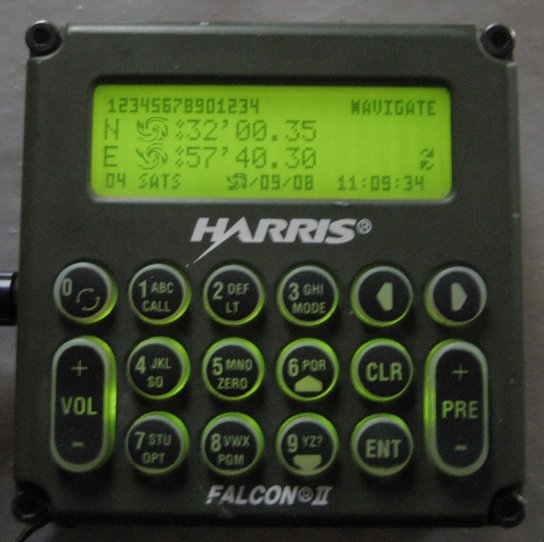 12345678901234 NAVIGATE
N 32'00.35
E 57'40.30
04 SATS /09/08 11:09:34
HARRIS®
0 1 ABC CALL 2 DEF LT 3 GHI MODE
+ VOL - 4 JKL SQ 5 MNO ZERO 6 PQR CLR + PRE -
7 STU OPT 8 VWX PGM 9 YZ? ENT
FALCON® II